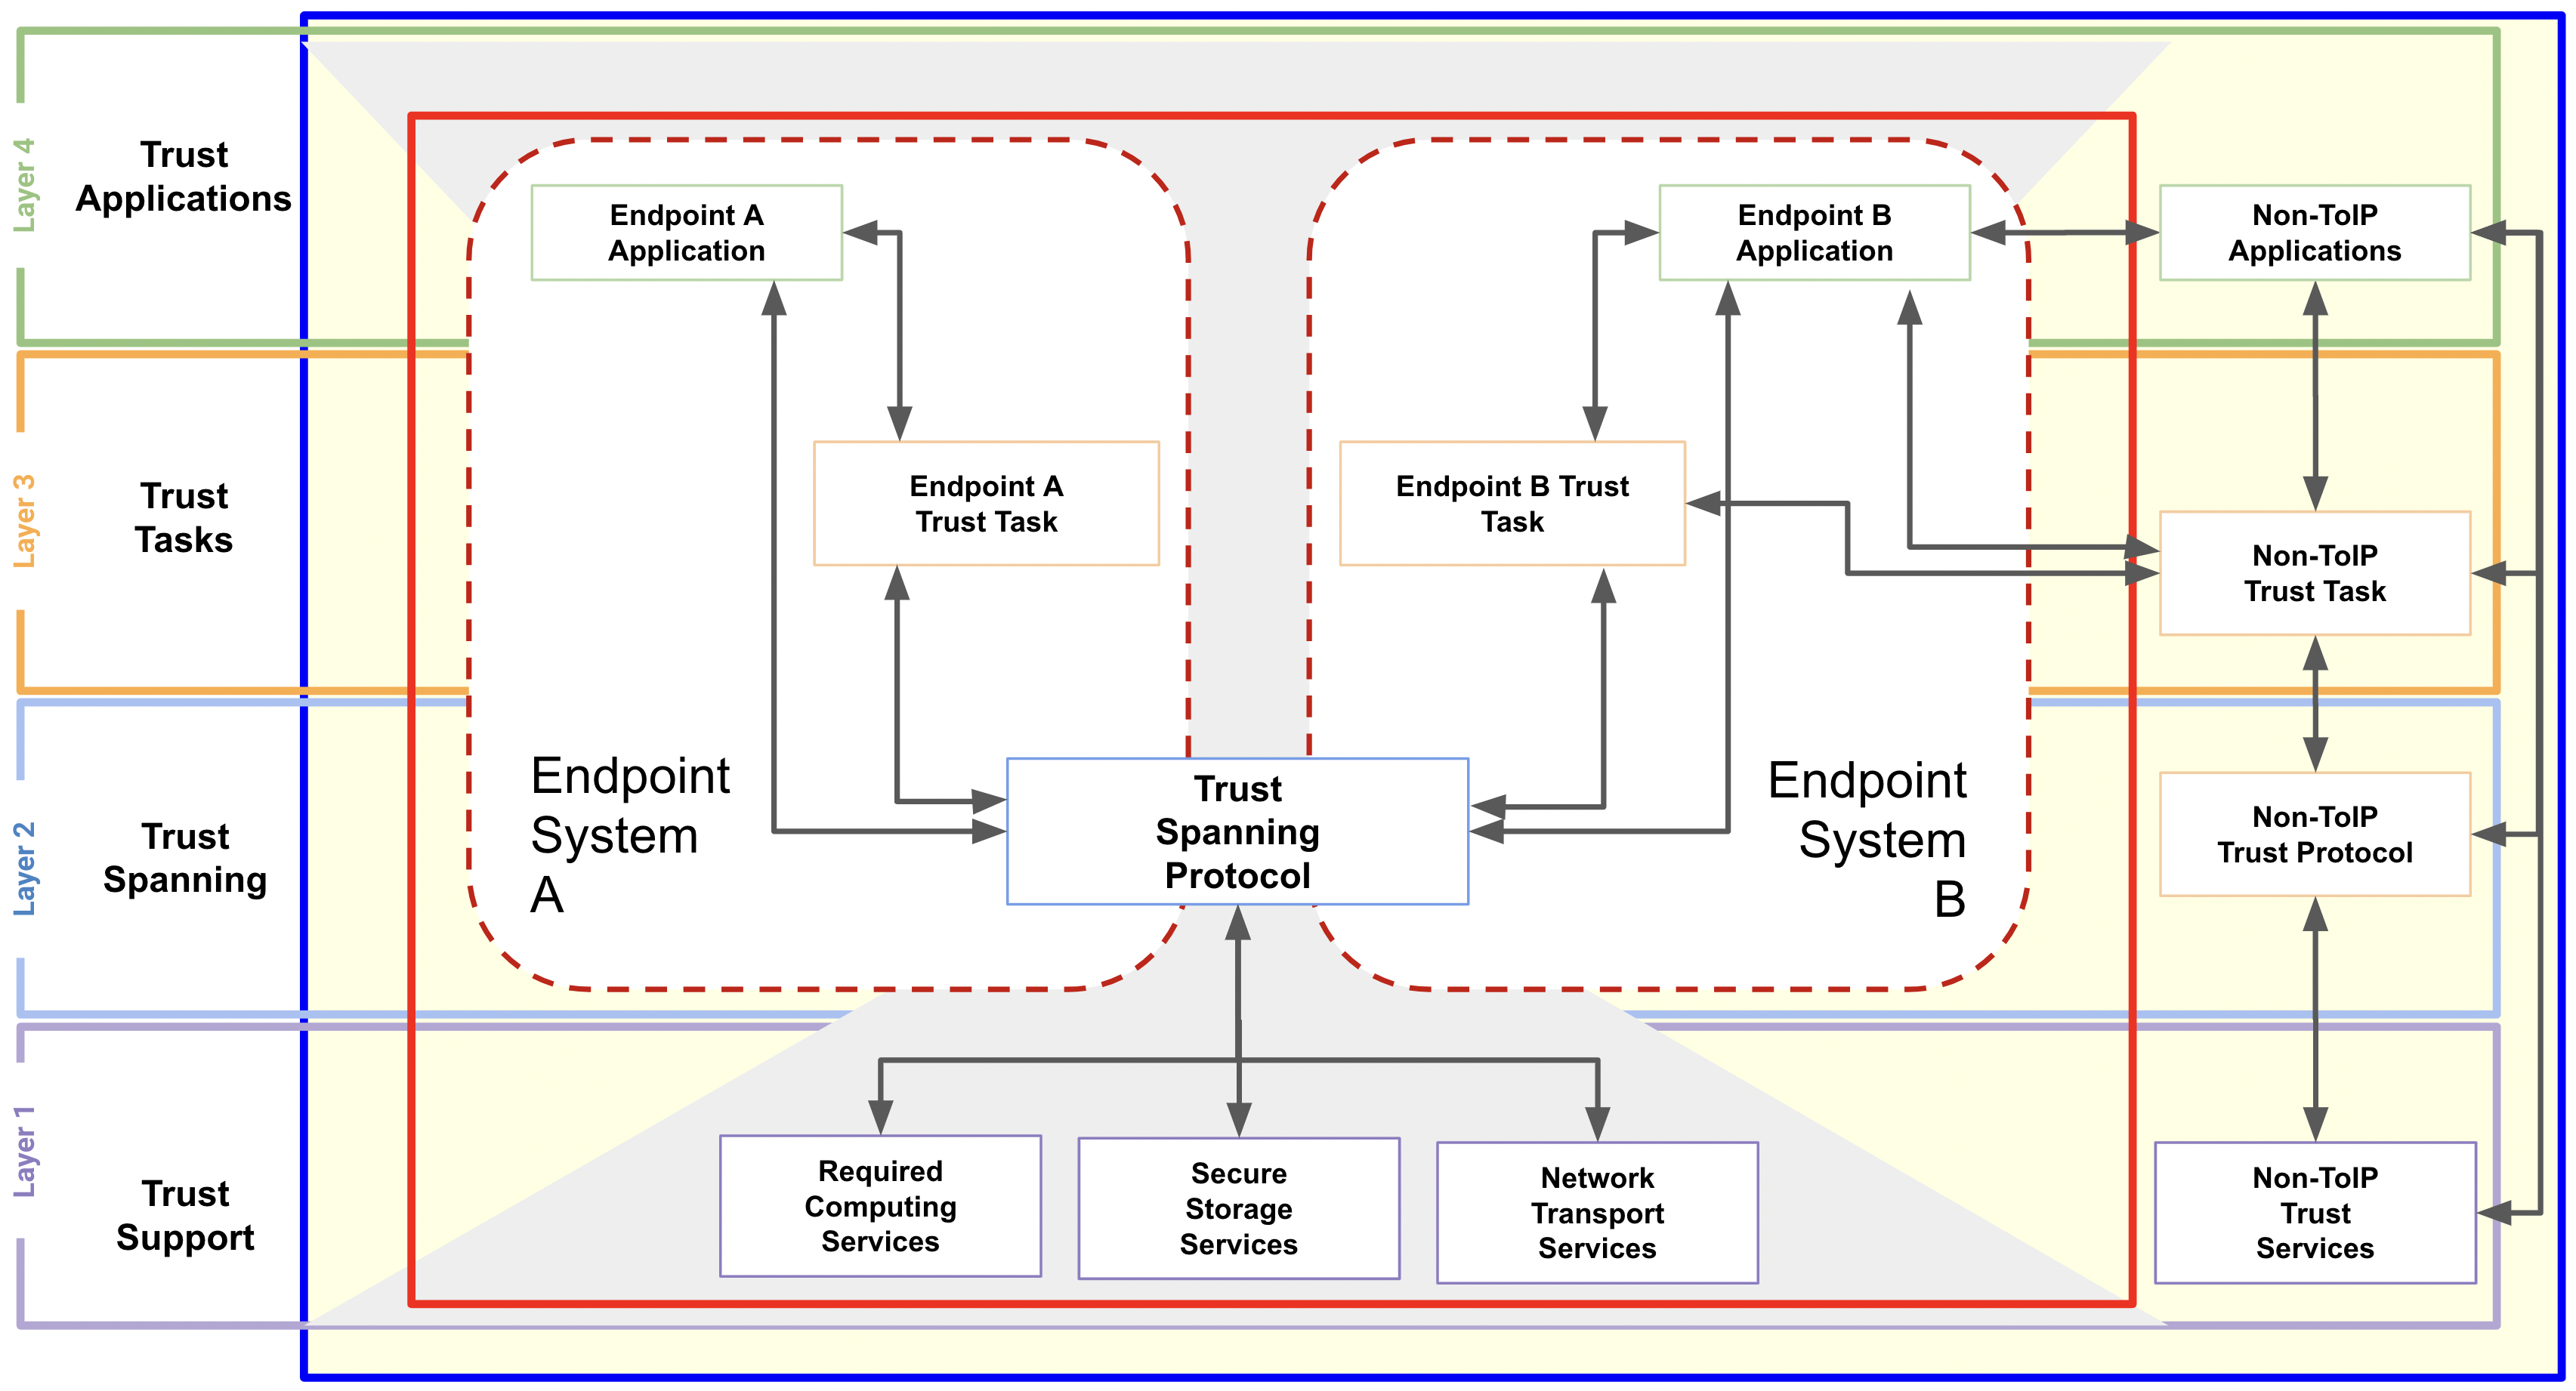 Layer 4
Trust
Applications
Endpoint A
Application
Endpoint B
Application
Non-ToIP
Applications
Layer 3
Trust
Tasks
Endpoint A
Trust Task
Endpoint B Trust
Task
Non-ToIP
Trust Task
Layer 2
Trust
Spanning
Endpoint
System
A
Trust
Spanning
Protocol
Endpoint
System
B
Non-ToIP
Trust Protocol
Layer 1
Trust
Support
Required
Computing
Services
Secure
Storage
Services
Network
Transport
Services
Non-ToIP
Trust
Services